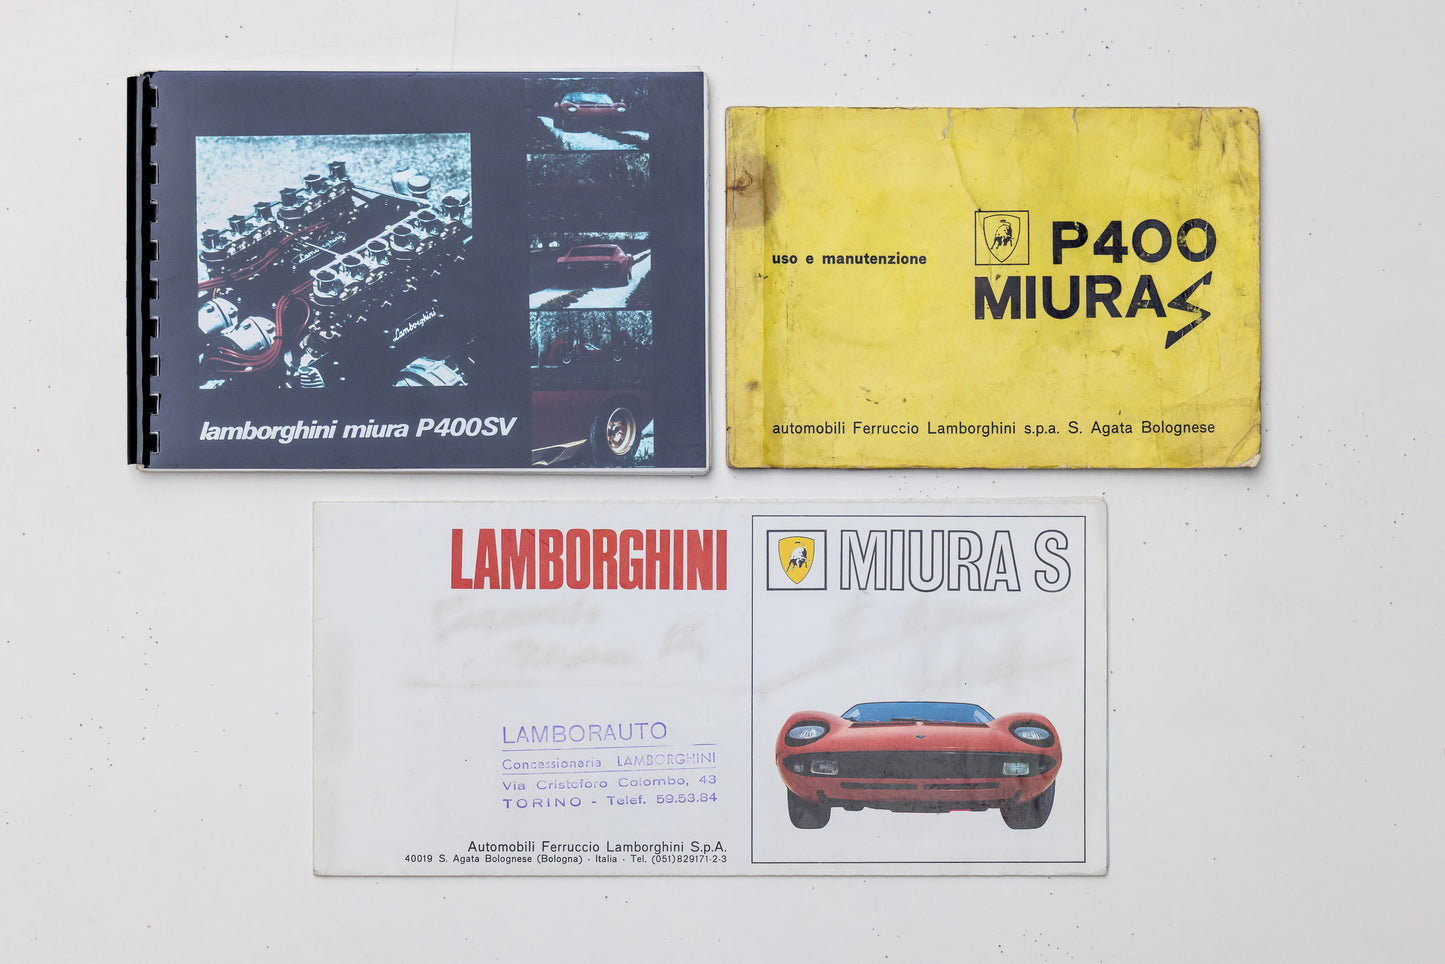 Lamborghini
Lamborghini
lamborghini miura P400SV
uso e manutenzione
P400
MIURA S
automobili Ferruccio Lamborghini s.p.a. S. Agata Bolognese
LAMBORGHINI
LAMBORAUTO
Concessionaria LAMBORGHINI
Via Cristoforo Colombo, 43
TORINO - Telef. 59.53.84
Automobili Ferruccio Lamborghini S.p.A.
40019 S. Agata Bolognese (Bologna) - Italia - Tel. (051) 829171-2-3
MIURA S